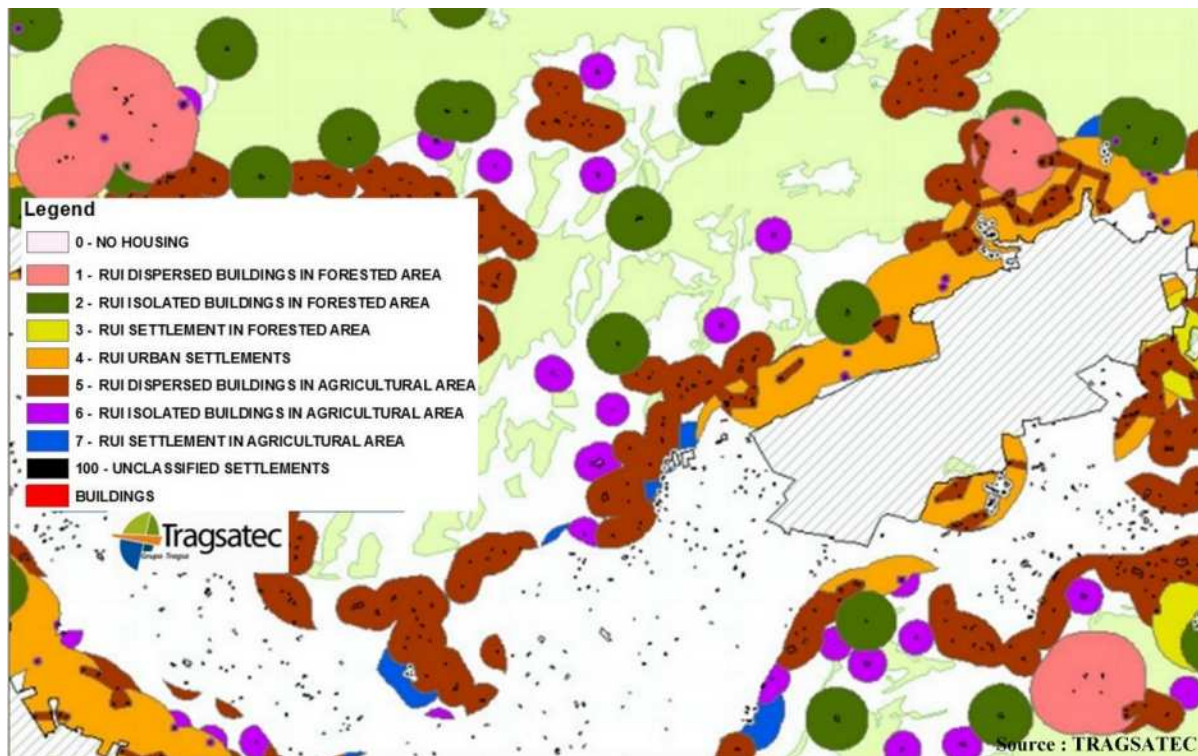 Legend
0 - NO HOUSING
1 - RUI DISPERSED BUILDINGS IN FORESTED AREA
2 - RUI ISOLATED BUILDINGS IN FORESTED AREA
3 - RUI SETTLEMENT IN FORESTED AREA
4 - RUI URBAN SETTLEMENTS
5 - RUI DISPERSED BUILDINGS IN AGRICULTURAL AREA
6 - RUI ISOLATED BUILDINGS IN AGRICULTURAL AREA
7 - RUI SETTLEMENT IN AGRICULTURAL AREA
100 - UNCLASSIFIED SETTLEMENTS
BUILDINGS
Tragsatec
Grupo Tragsa
Source : TRAGSATEC